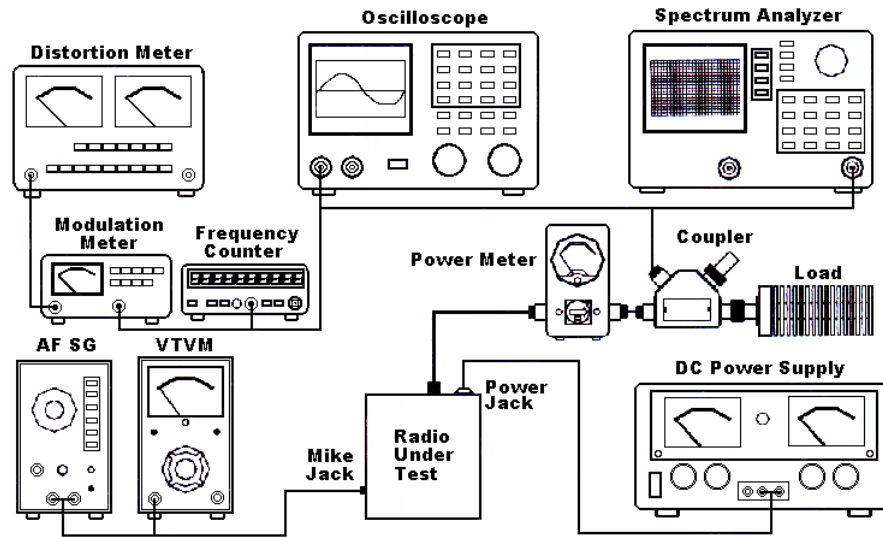 Oscilloscope
Spectrum Analyzer
Distortion Meter
Modulation
Meter
Frequency
Counter
Power Meter
Coupler
Load
AF SG
VTVM
Mike
Jack
Radio
Under
Test
Power
Jack
DC Power Supply